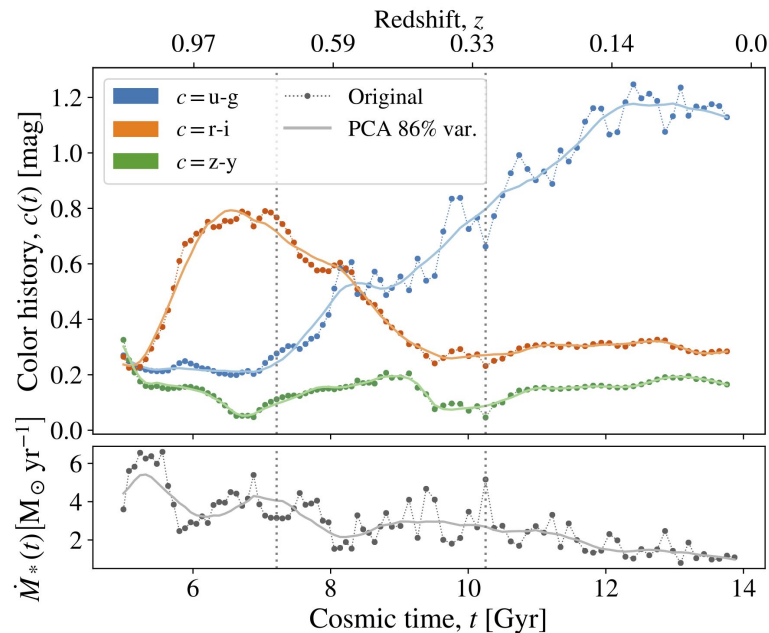 Redshift, z
0.97 0.59 0.33 0.14 0.0
Color history, c(t) [mag]
1.2
1.0
0.8
0.6
0.4
0.2
0.0
c = u-g
c = r-i
c = z-y
Original
PCA 86% var.
Ṁ*(t)[M⊙ yr⁻¹]
6
4
2
6 8 10 12 14
Cosmic time, t [Gyr]